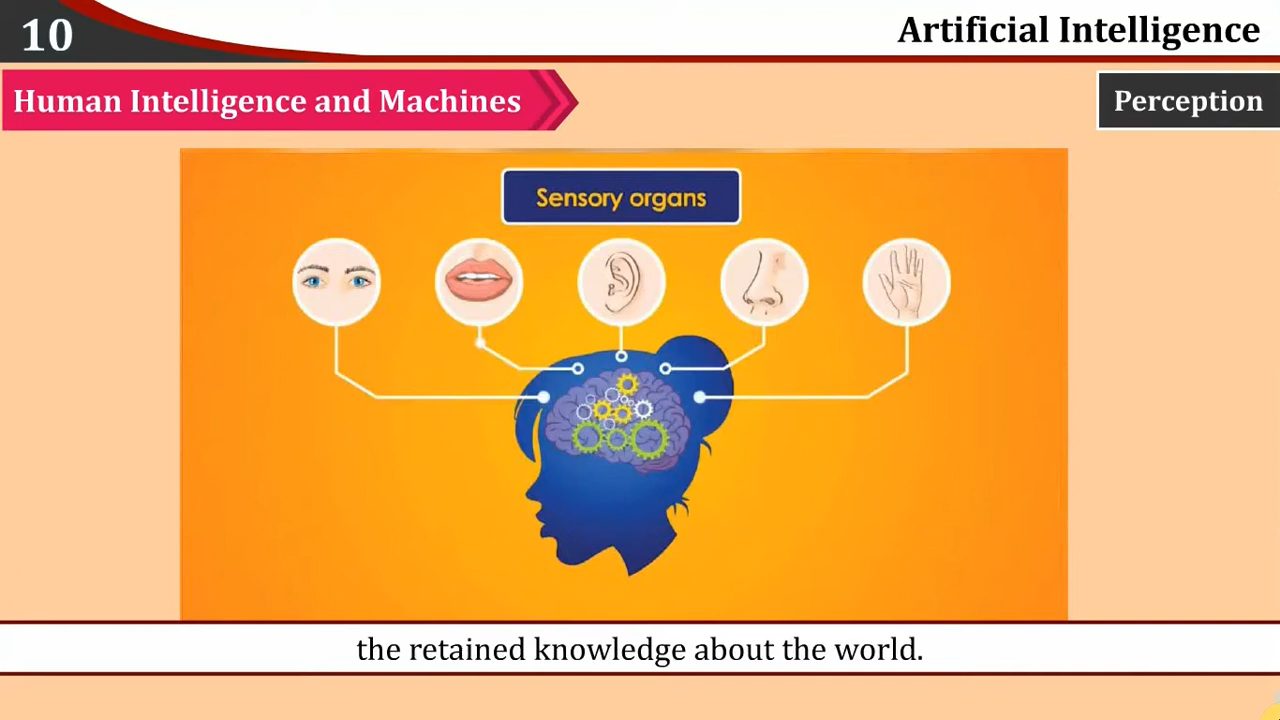 10
Artificial Intelligence
Human Intelligence and Machines
Perception
Sensory organs
the retained knowledge about the world.